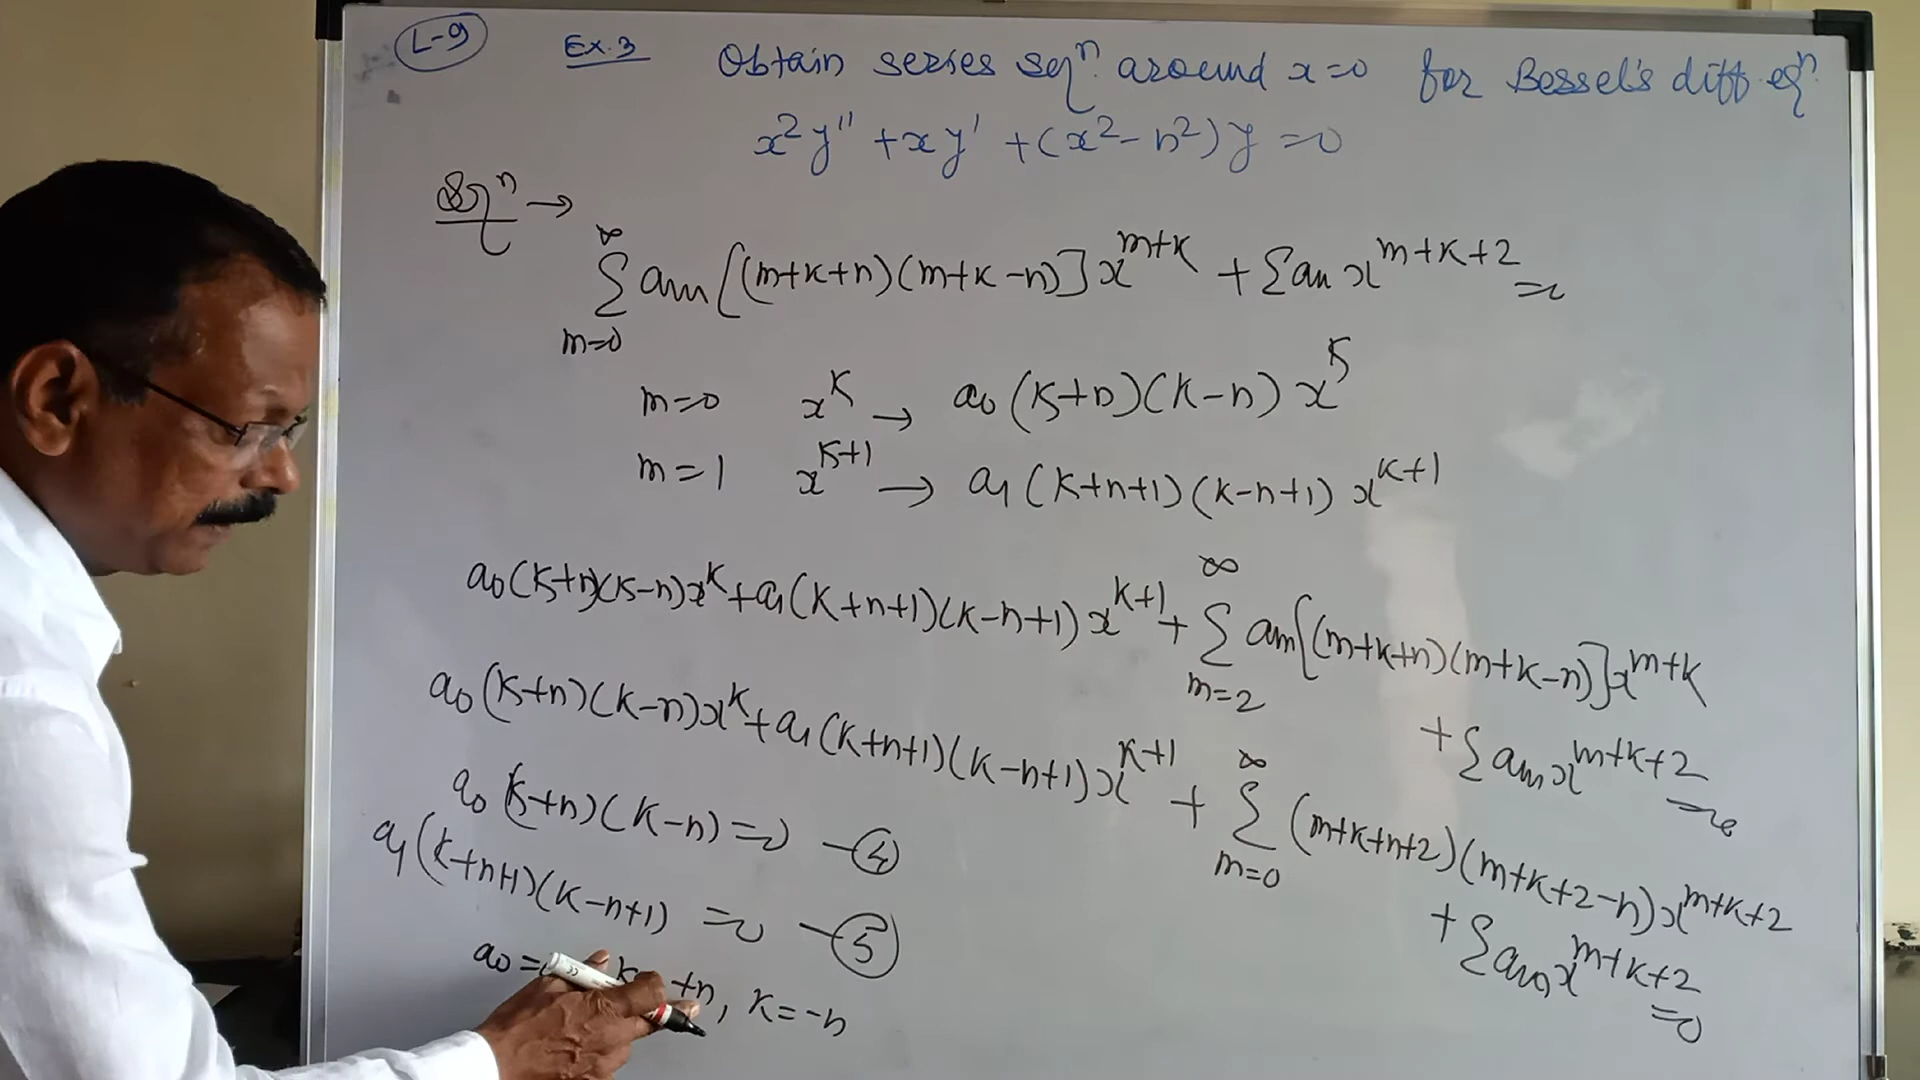 L-9 Ex.3 Obtain series solⁿ. around x=0 for Bessel's diff eqⁿ.
x²y'' + xy' + (x²-n²)y = 0
Solⁿ →
∞
Σ am[(m+k+n)(m+k-n)]x^{m+k} + Σ am x^{m+k+2} = 0
m=0
m=0 x^k → a0(k+n)(k-n) x^k
m=1 x^{k+1} → a1(k+n+1)(k-n+1) x^{k+1}
a0(k+n)(k-n)x^k + a1(k+n+1)(k-n+1)x^{k+1} + Σ_{m=2}^{∞} am[(m+k+n)(m+k-n)]x^{m+k}
+ Σ am x^{m+k+2} = 0
a0(k+n)(k-n)x^k + a1(k+n+1)(k-n+1)x^{k+1} + Σ_{m=0}^{∞} (m+k+n+2)(m+k+2-n)x^{m+k+2}
+ Σ am x^{m+k+2} = 0
a0(k+n)(k-n) = 0 - ④
a1(k+n+1)(k-n+1) = 0 - ⑤
a0 = k +n, k=-n